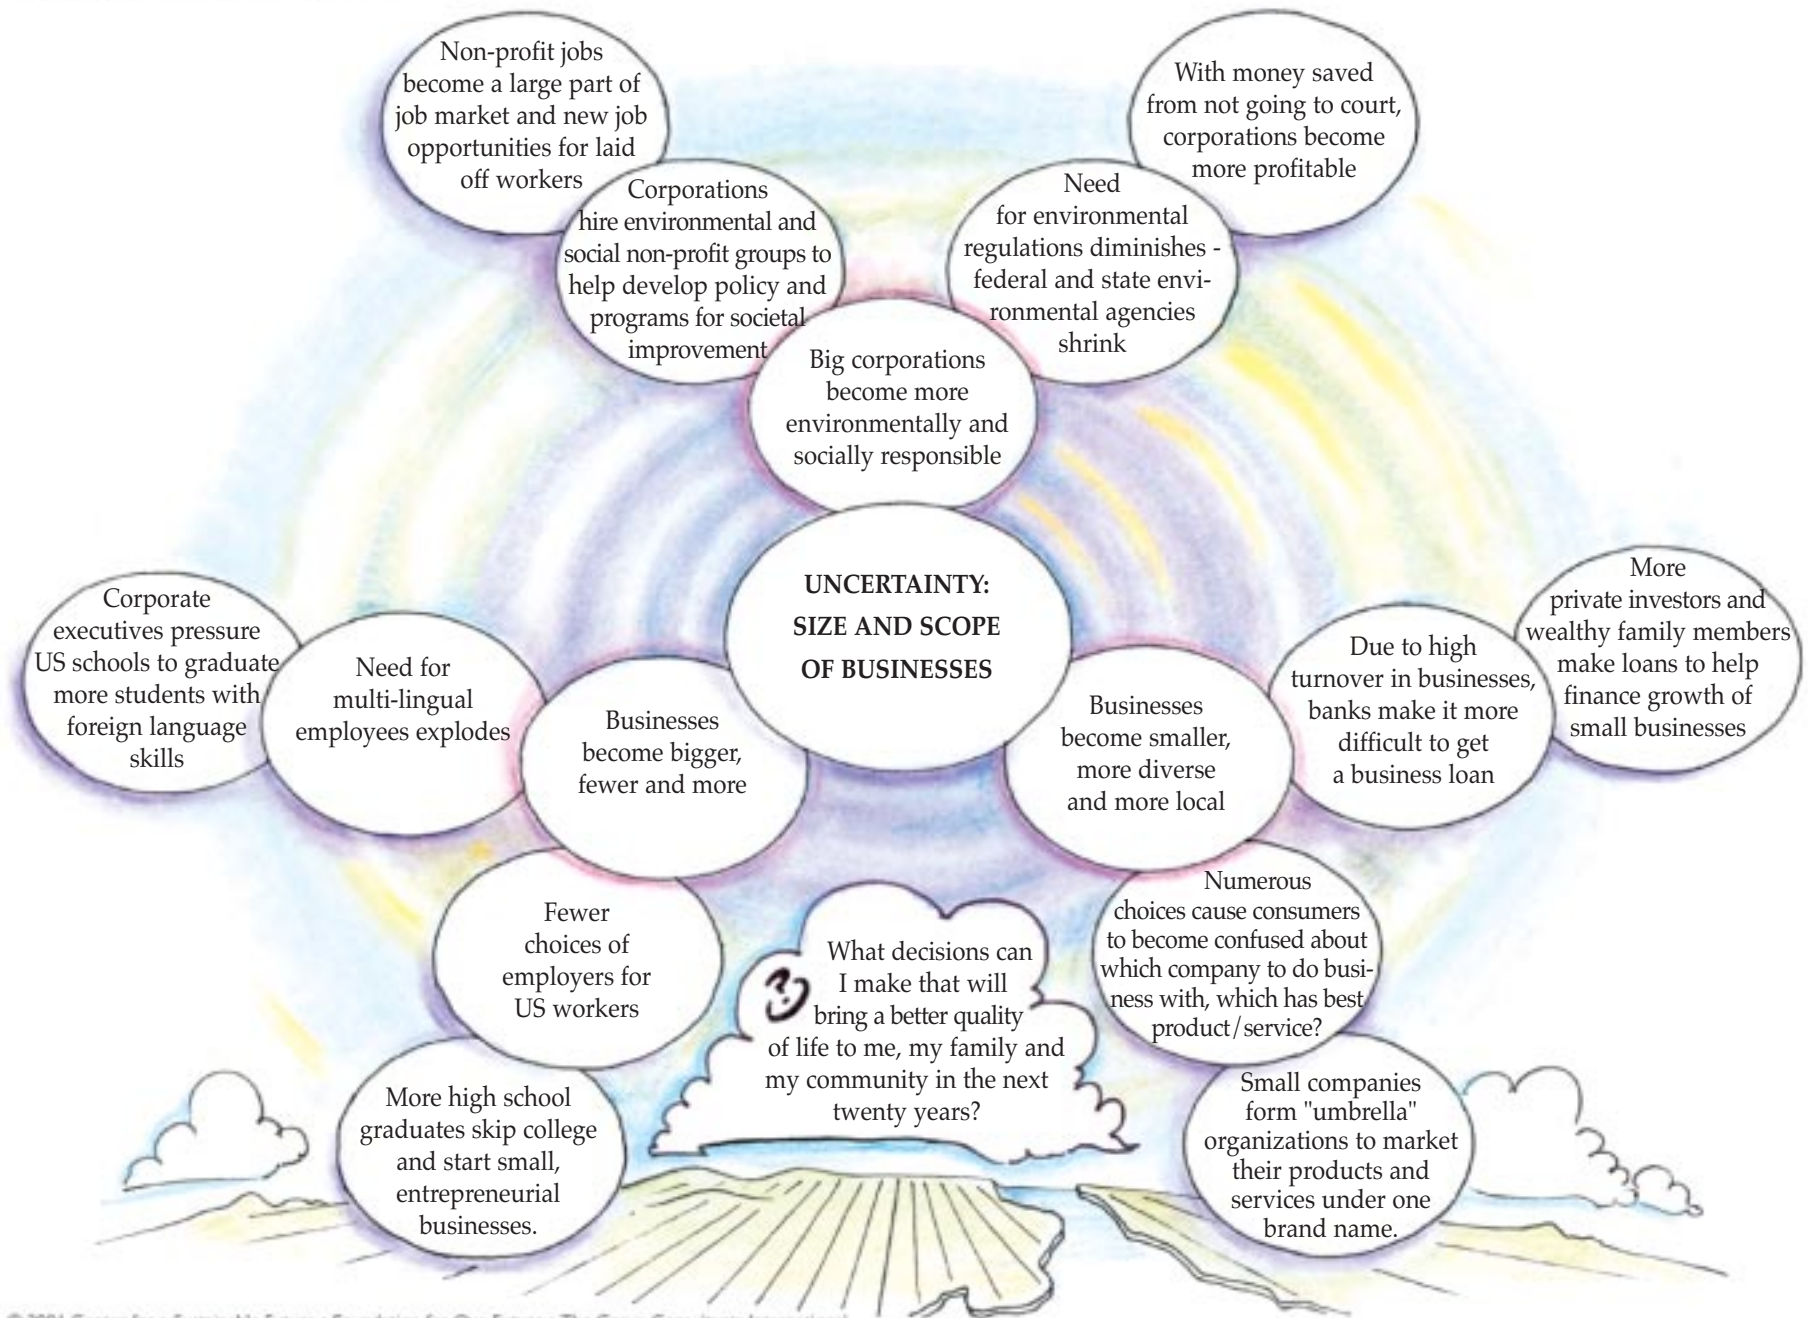 Non-profit jobs
become a large part of
job market and new job
opportunities for laid
off workers
With money saved
from not going to court,
corporations become
more profitable
Corporations
hire environmental and
social non-profit groups to
help develop policy and
programs for societal
improvement
Need
for environmental
regulations diminishes -
federal and state envi-
ronmental agencies
shrink
Big corporations
become more
environmentally and
socially responsible
UNCERTAINTY:
SIZE AND SCOPE
OF BUSINESSES
Corporate
executives pressure
US schools to graduate
more students with
foreign language
skills
Need for
multi-lingual
employees explodes
Businesses
become bigger,
fewer and more
Businesses
become smaller,
more diverse
and more local
Due to high
turnover in businesses,
banks make it more
difficult to get
a business loan
More
private investors and
wealthy family members
make loans to help
finance growth of
small businesses
Fewer
choices of
employers for
US workers
?
What decisions can
I make that will
bring a better quality
of life to me, my family and
my community in the next
twenty years?
Numerous
choices cause consumers
to become confused about
which company to do busi-
ness with, which has best
product/service?
More high school
graduates skip college
and start small,
entrepreneurial
businesses.
Small companies
form "umbrella"
organizations to market
their products and
services under one
brand name.